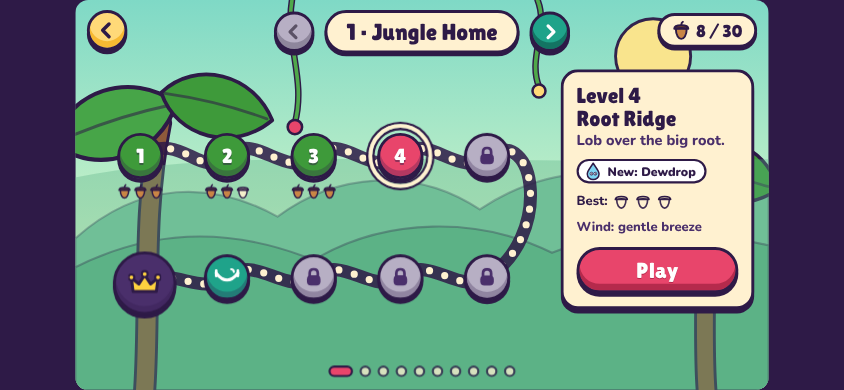 1 · Jungle Home
8 / 30
1
2
3
4
Level 4
Root Ridge
Lob over the big root.
New: Dewdrop
Best:
Wind: gentle breeze
Play